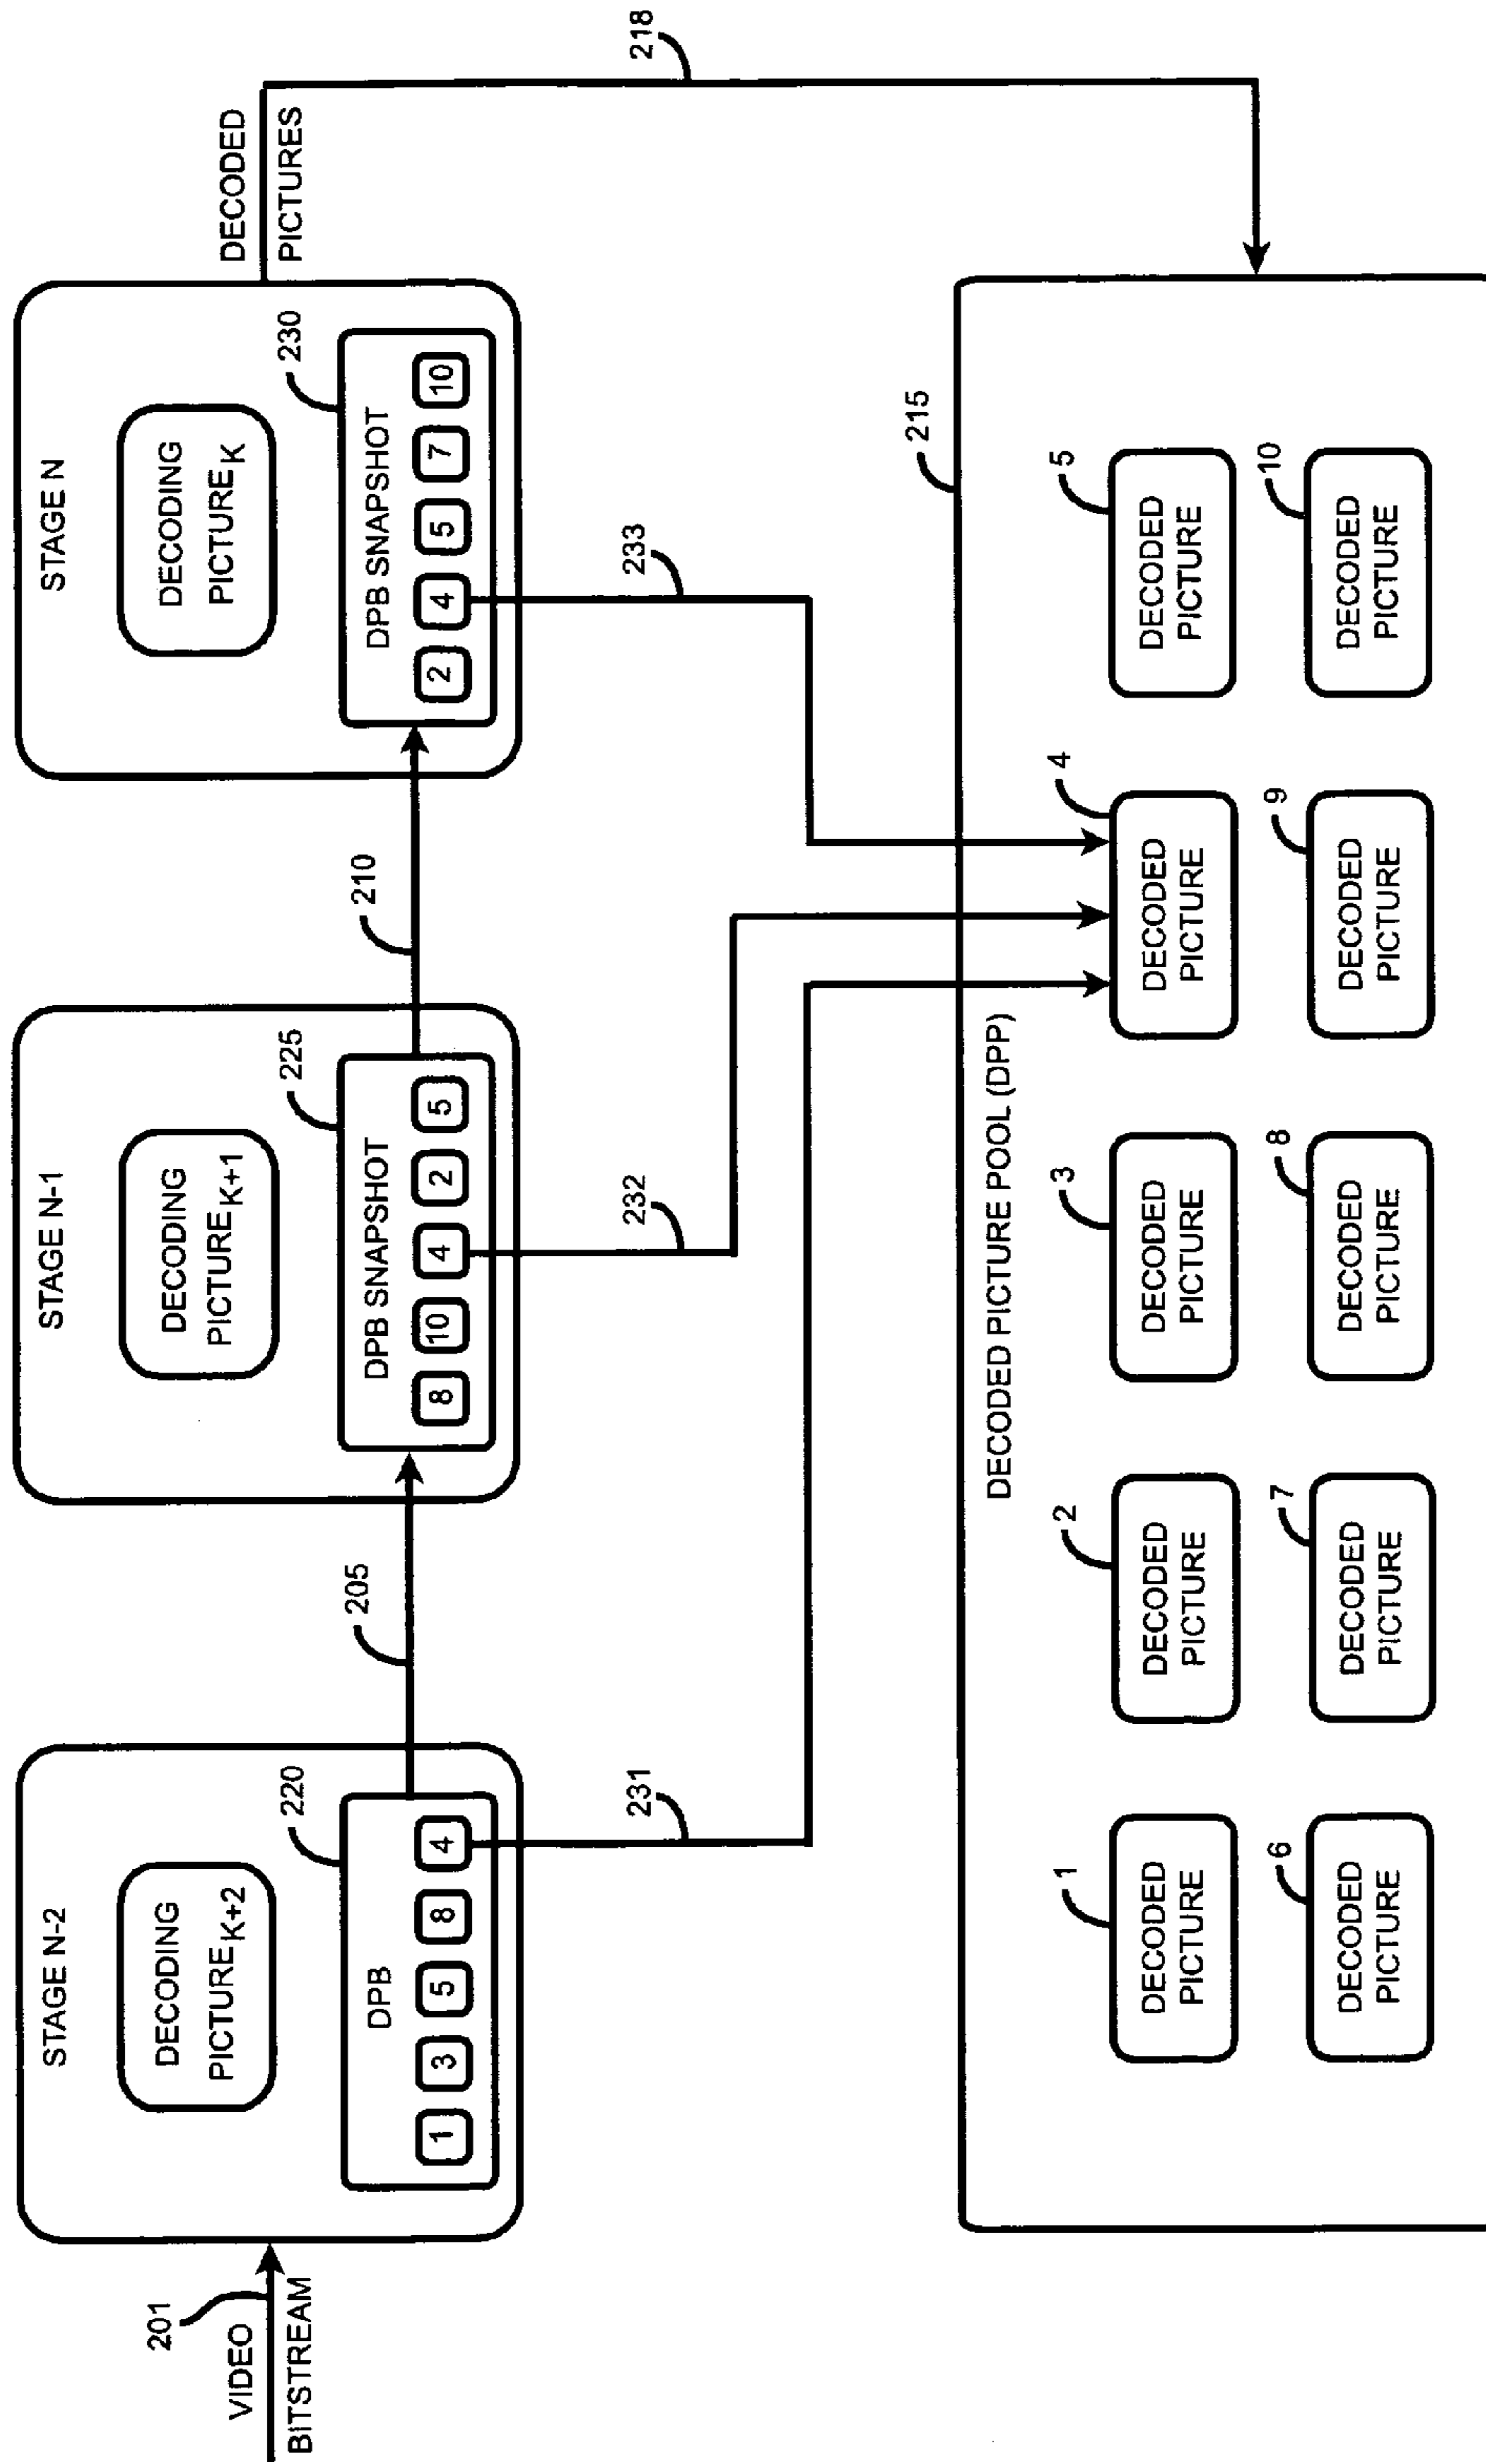 201
VIDEO
BITSTREAM
STAGE N-2
DECODING
PICTURE K+2
220
DPB
1 3 5 8 4
205
231
STAGE N-1
DECODING
PICTURE K+1
225
DPB SNAPSHOT
8 10 4 2 5
210
232
STAGE N
DECODING
PICTURE K
230
DPB SNAPSHOT
2 4 5 7 10
233
DECODED
PICTURES
218
215
DECODED PICTURE POOL (DPP)
1
DECODED
PICTURE
2
DECODED
PICTURE
3
DECODED
PICTURE
4
DECODED
PICTURE
5
DECODED
PICTURE
6
DECODED
PICTURE
7
DECODED
PICTURE
8
DECODED
PICTURE
9
DECODED
PICTURE
10
DECODED
PICTURE